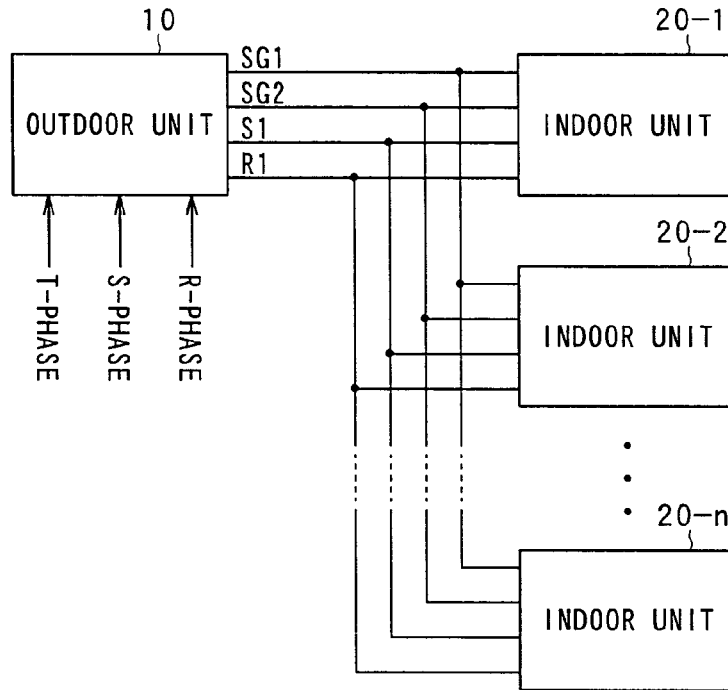 10
20-1
SG1
SG2
S1
R1
OUTDOOR UNIT
INDOOR UNIT
T-PHASE
S-PHASE
R-PHASE
20-2
INDOOR UNIT
20-n
INDOOR UNIT